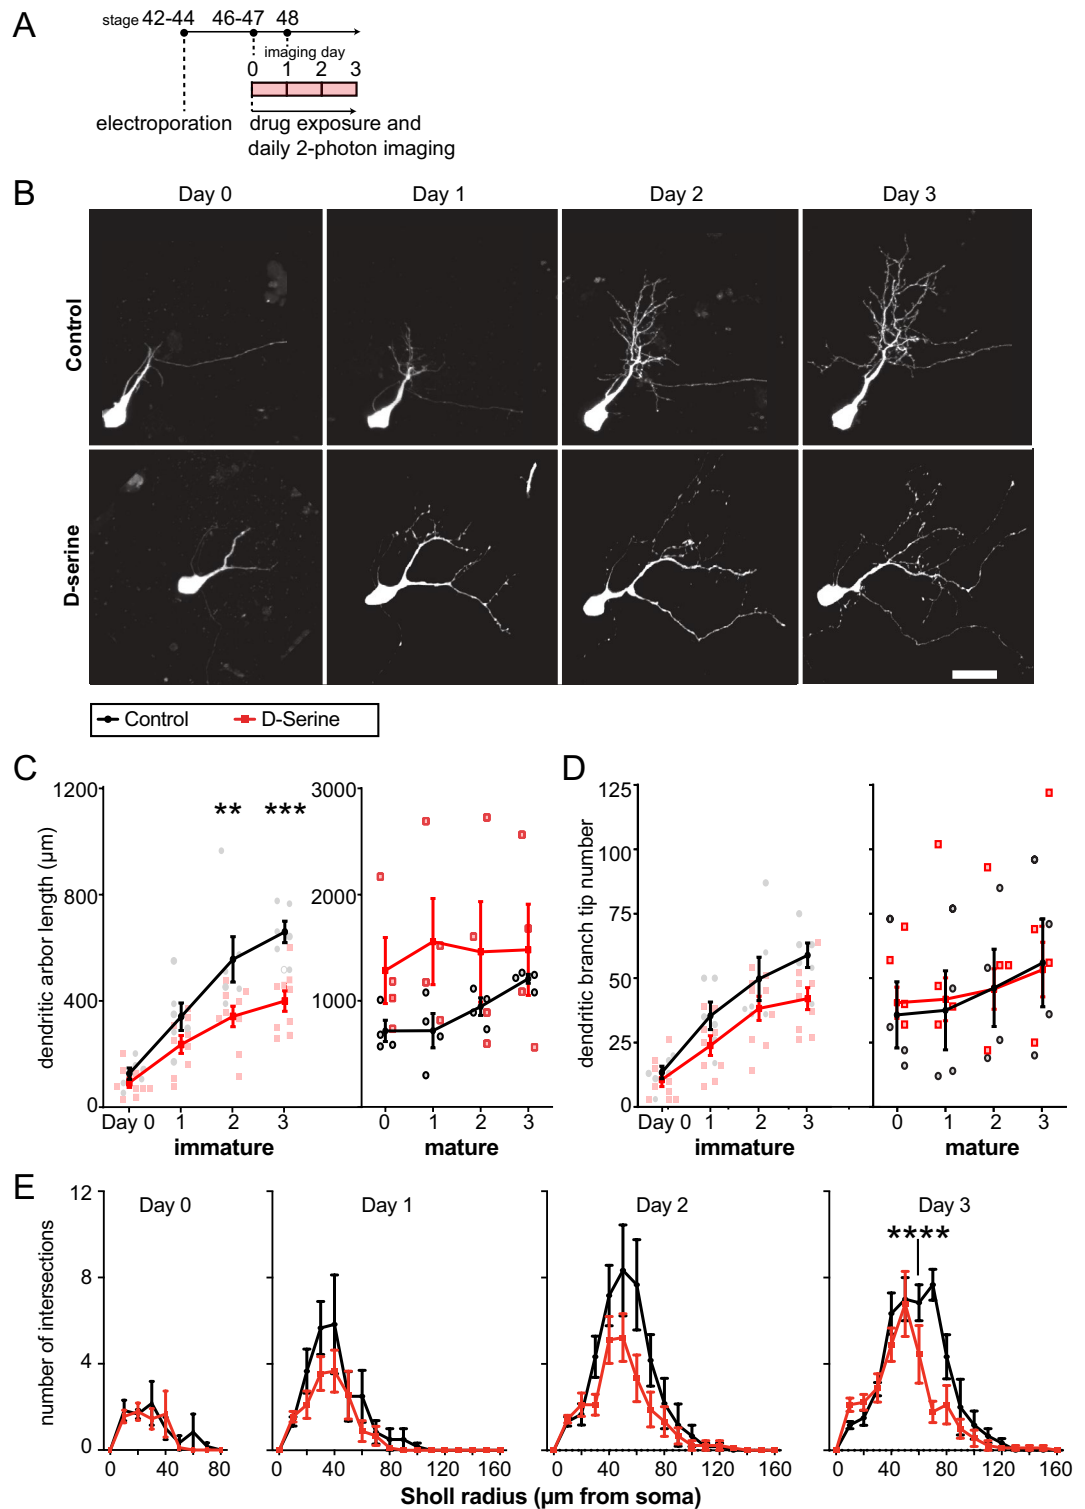 A
stage 42-44 46-47 48
imaging day
0 1 2 3
electroporation
drug exposure and
daily 2-photon imaging
B
Day 0 Day 1 Day 2 Day 3
Control
D-serine
Control D-Serine
C
dendritic arbor length (µm)
1200
800
400
0
** ***
Day 0 1 2 3
immature
3000
2000
1000
0 1 2 3
mature
D
dendritic branch tip number
125
100
75
50
25
0
Day 0 1 2 3
immature
0 1 2 3
mature
E
number of intersections
12
8
4
0
Day 0 Day 1 Day 2 Day 3
****
0 40 80
0 40 80 120 160
0 40 80 120 160
0 40 80 120 160
Sholl radius (µm from soma)